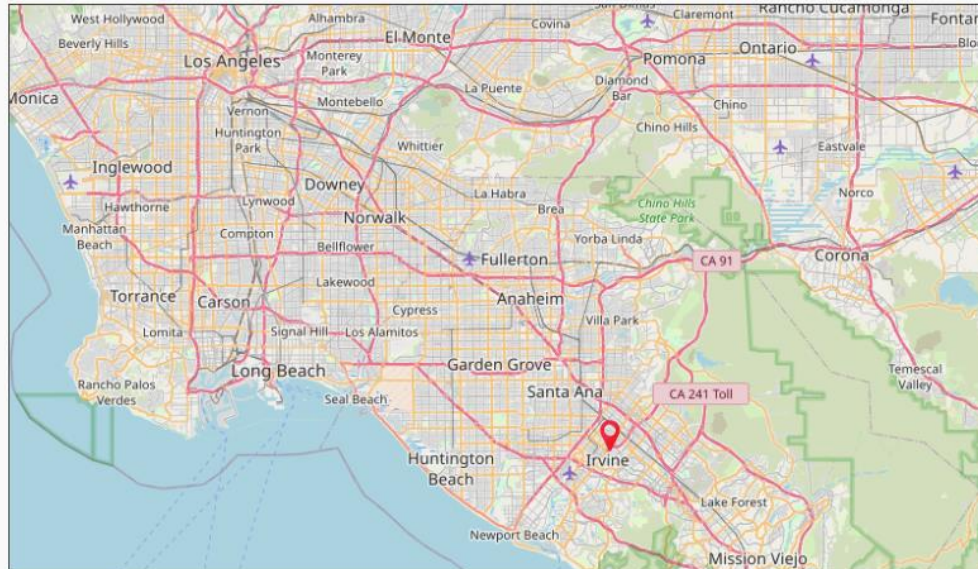 West Hollywood
Alhambra
Covina
San Dimas
Claremont
Rancho Cucamonga
Fontan
Beverly Hills
Los Angeles
Monterey
Park
El Monte
Pomona
Ontario
Bloo
Monica
Vernon
Montebello
La Puente
Diamond
Bar
Chino
Huntington
Park
Whittier
Chino Hills
Eastvale
Inglewood
Downey
La Habra
Norco
Hawthorne
Lynwood
Norwalk
Brea
Chino Hills
State Park
Manhattan
Beach
Compton
Bellflower
Yorba Linda
Fullerton
CA 91
Corona
Lakewood
Torrance
Carson
Cypress
Anaheim
Lomita
Signal Hill
Los Alamitos
Villa Park
Long Beach
Garden Grove
Temescal
Valley
Rancho Palos
Verdes
Seal Beach
Santa Ana
CA 241 Toll
Huntington
Beach
Irvine
Lake Forest
Newport Beach
Mission Viejo